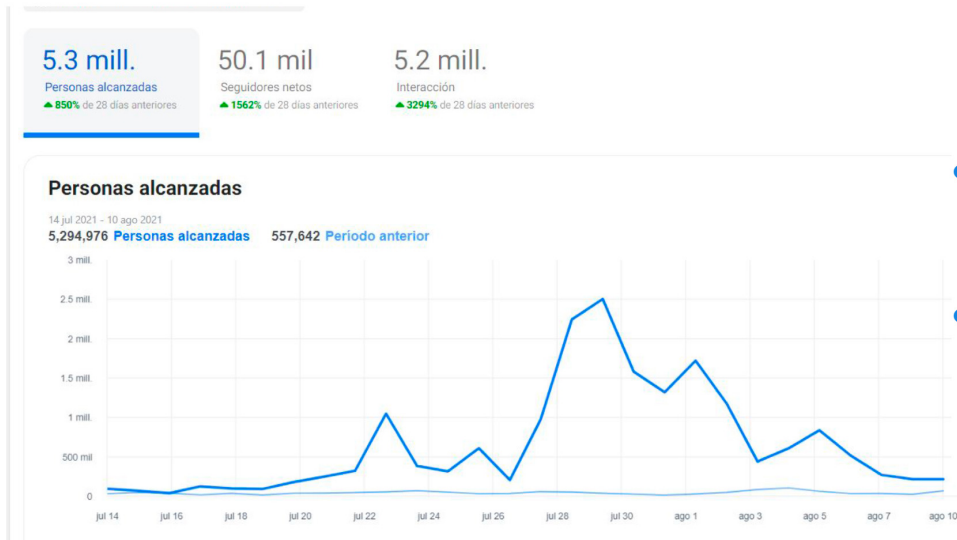 5.3 mill.
Personas alcanzadas
850% de 28 días anteriores
50.1 mil
Seguidores netos
1562% de 28 días anteriores
5.2 mill.
Interacción
3294% de 28 días anteriores
Personas alcanzadas
14 jul 2021 - 10 ago 2021
5,294,976 Personas alcanzadas 557,642 Periodo anterior
3 mill.
2.5 mill.
2 mill.
1.5 mill.
1 mill.
500 mil
0
jul 14 jul 16 jul 18 jul 20 jul 22 jul 24 jul 26 jul 28 jul 30 ago 1 ago 3 ago 5 ago 7 ago 10